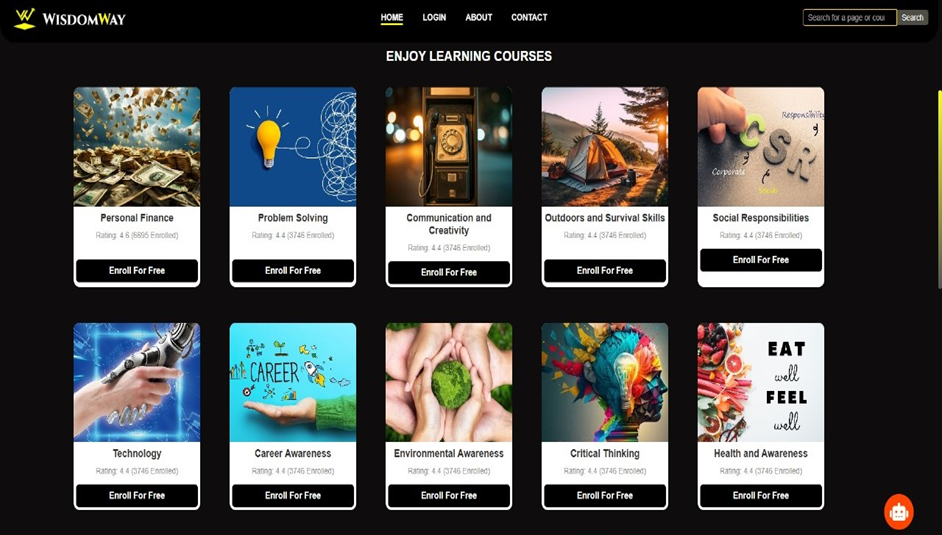 WISDOMWAY
HOME LOGIN ABOUT CONTACT
Search for a page or cour Search
ENJOY LEARNING COURSES
Responsibility
Corporate
Social
Personal Finance
Rating: 4.6 (6695 Enrolled)
Enroll For Free
Problem Solving
Rating: 4.4 (3746 Enrolled)
Enroll For Free
Communication and
Creativity
Rating: 4.4 (3746 Enrolled)
Enroll For Free
Outdoors and Survival Skills
Rating: 4.4 (3746 Enrolled)
Enroll For Free
CSR
Social Responsibilities
Rating: 4.4 (3746 Enrolled)
Enroll For Free
Technology
Rating: 4.4 (3746 Enrolled)
Enroll For Free
CAREER
Career Awareness
Rating: 4.4 (3746 Enrolled)
Enroll For Free
Environmental Awareness
Rating: 4.4 (3746 Enrolled)
Enroll For Free
Critical Thinking
Rating: 4.4 (3746 Enrolled)
Enroll For Free
EAT
well
FEEL
well
Health and Awareness
Rating: 4.4 (3746 Enrolled)
Enroll For Free